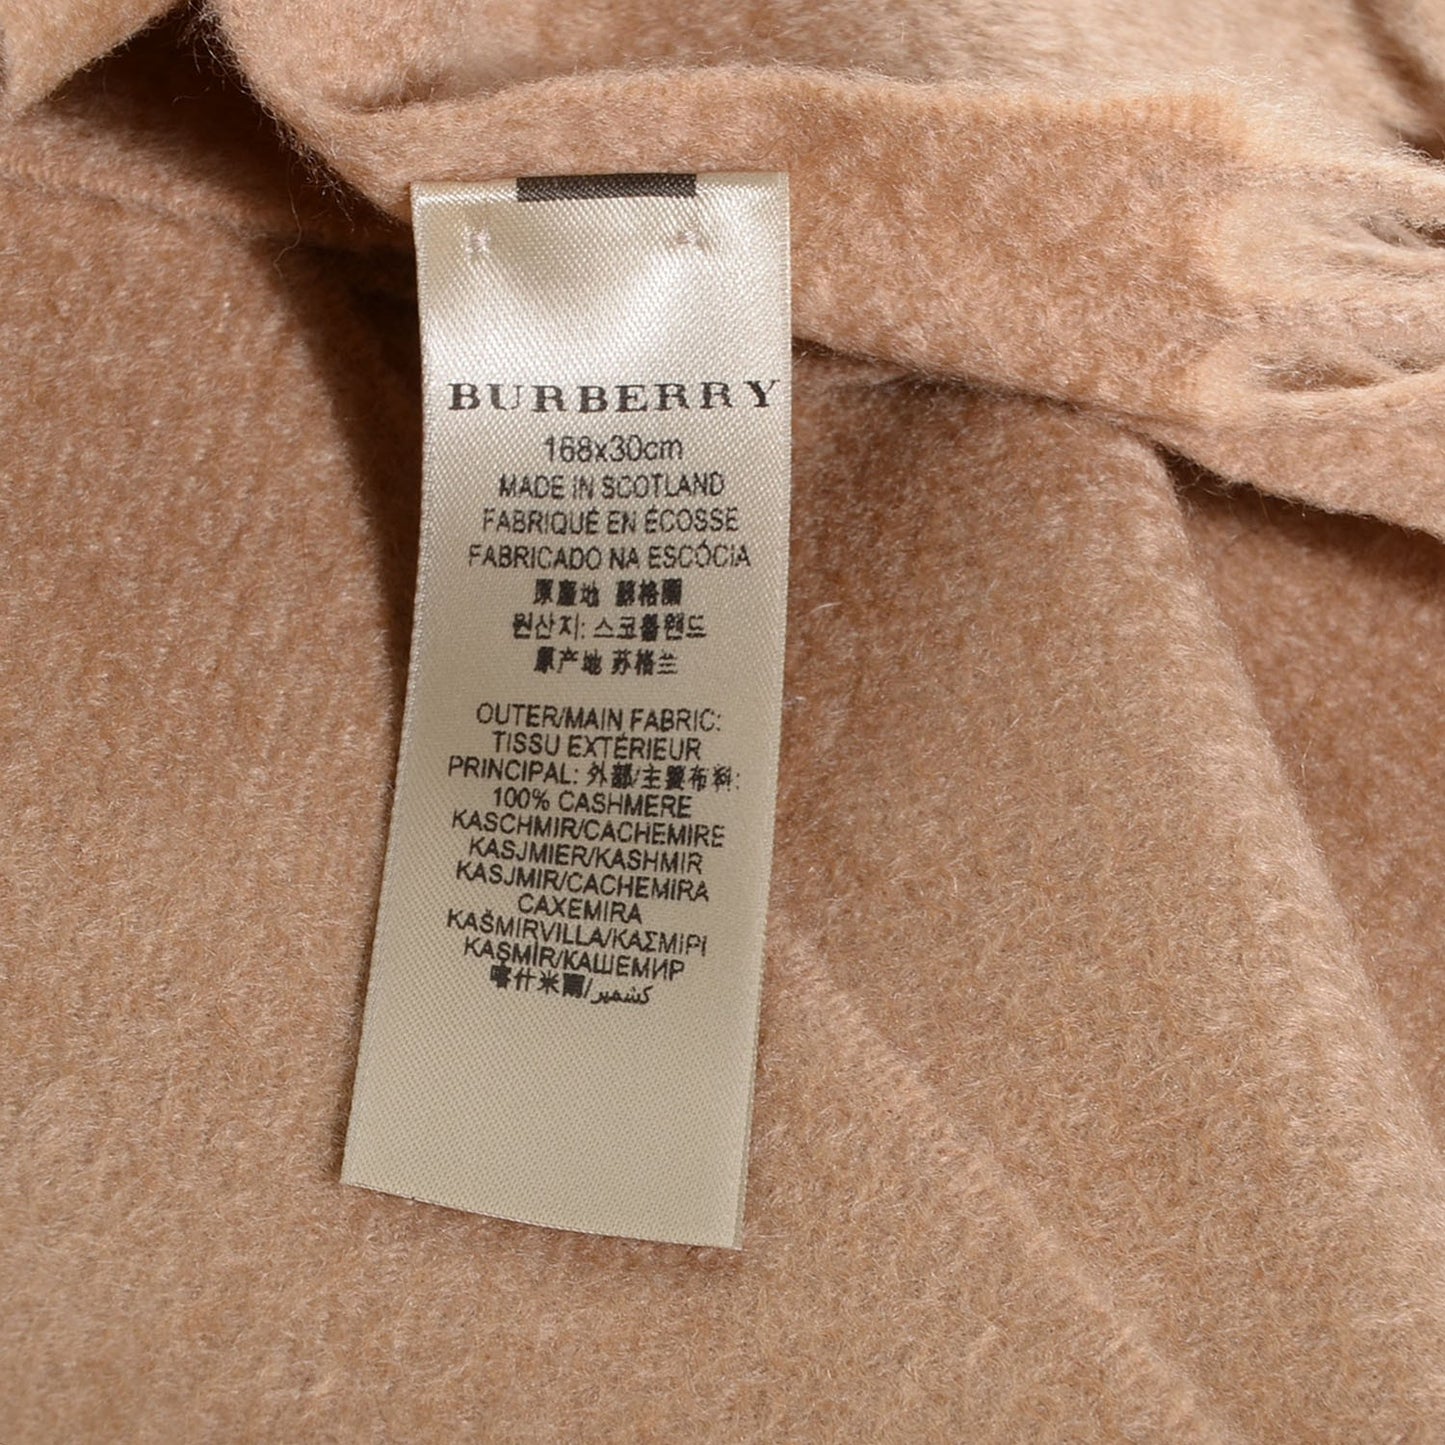 BURBERRY
168x30cm
MADE IN SCOTLAND
FABRIQUÉ EN ÉCOSSE
FABRICADO NA ESCÓCIA
原產地 蘇格蘭
원산지: 스코틀랜드
原产地 苏格兰
OUTER/MAIN FABRIC:
TISSU EXTÉRIEUR
PRINCIPAL: 外部/主要布料:
100% CASHMERE
KASCHMIR/CACHEMIRE
KASJMIER/KASHMIR
KASJMIR/CACHEMIRA
CAXEMIRA
KAŠMIRVILLA/ΚΑΣΜΙΡΙ
KAŞMİR/КАШЕМИР
喀什米爾/كشمير